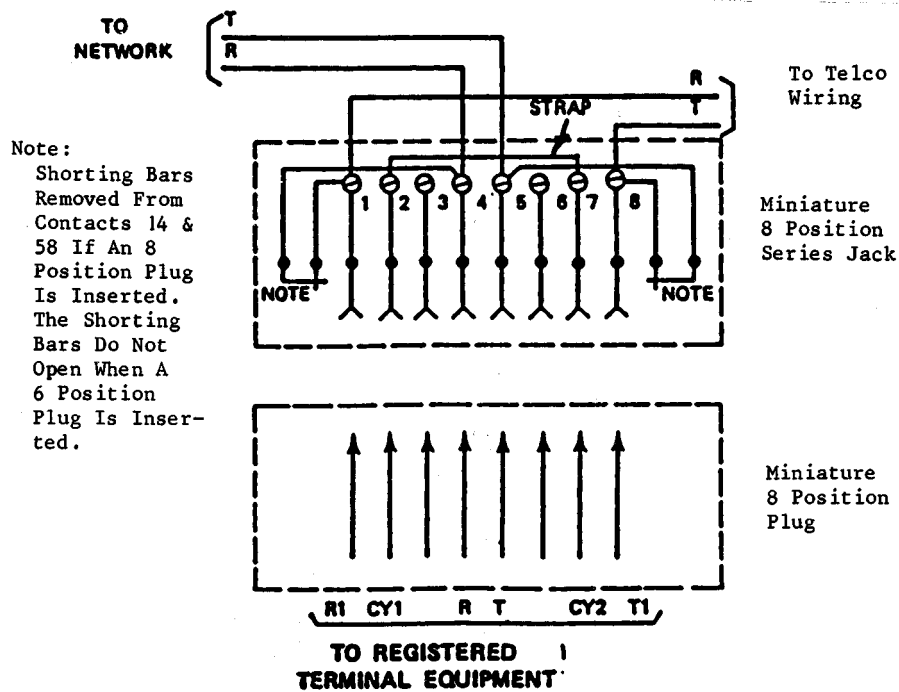 TO
NETWORK
T
R
R
T
To Telco
Wiring
STRAP
Note:
Shorting Bars
Removed From
Contacts 14 &
58 If An 8
Position Plug
Is Inserted.
The Shorting
Bars Do Not
Open When A
6 Position
Plug Is Inser-
ted.
1 2 3 4 5 6 7 8
NOTE NOTE
Miniature
8 Position
Series Jack
Miniature
8 Position
Plug
R1 CY1 R T CY2 T1
TO REGISTERED
TERMINAL EQUIPMENT